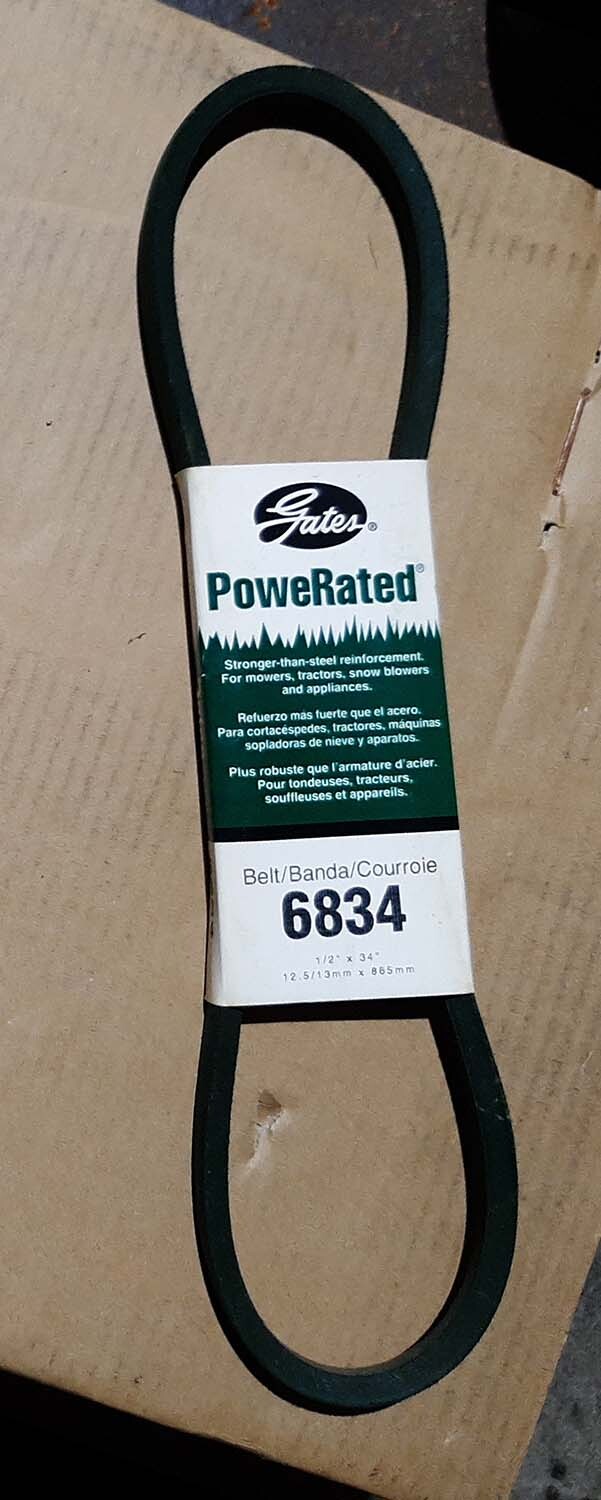 Gates®
PoweRated®
Stronger-than-steel reinforcement.
For mowers, tractors, snow blowers
and appliances.
Refuerzo más fuerte que el acero.
Para cortacéspedes, tractores, máquinas
sopladoras de nieve y aparatos.
Plus robuste que l'armature d'acier.
Pour tondeuses, tracteurs,
souffleuses et appareils.
Belt/Banda/Courroie
6834
1/2" x 34"
12.5/13mm x 865mm